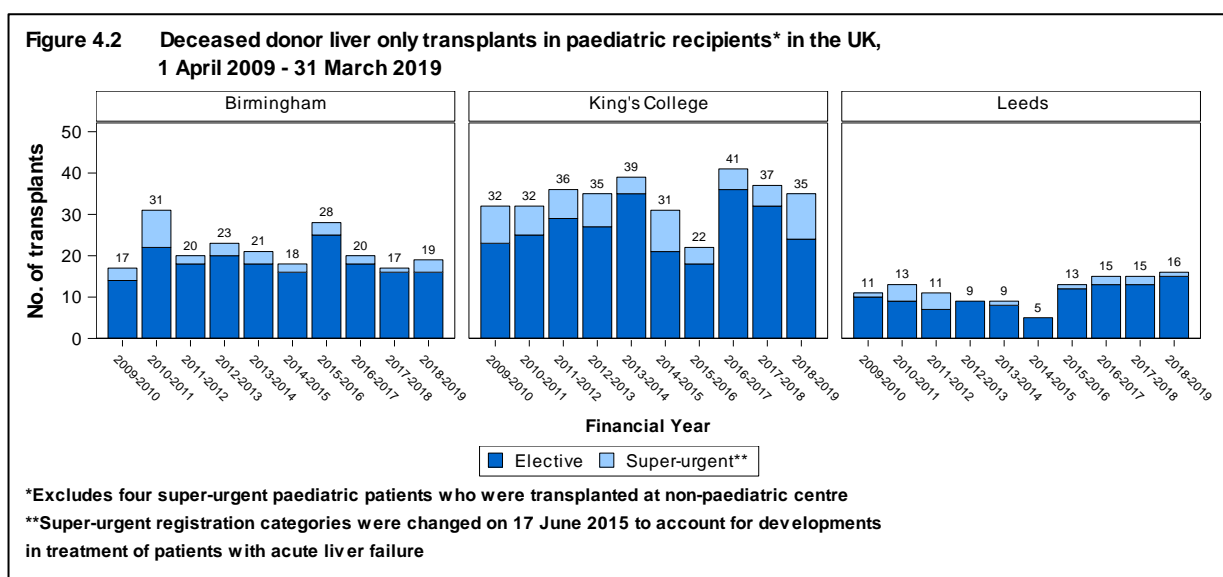 Figure 4.2 Deceased donor liver only transplants in paediatric recipients* in the UK,
1 April 2009 - 31 March 2019
Birmingham King's College Leeds
No. of transplants
50
40
30
20
10
0
17 31 20 23 21 18 28 20 17 19
32 32 36 35 39 31 22 41 37 35
11 13 11 9 9 5 13 15 15 16
2009-2010 2010-2011 2011-2012 2012-2013 2013-2014 2014-2015 2015-2016 2016-2017 2017-2018 2018-2019
2009-2010 2010-2011 2011-2012 2012-2013 2013-2014 2014-2015 2015-2016 2016-2017 2017-2018 2018-2019
2009-2010 2010-2011 2011-2012 2012-2013 2013-2014 2014-2015 2015-2016 2016-2017 2017-2018 2018-2019
Financial Year
Elective Super-urgent**
*Excludes four super-urgent paediatric patients who were transplanted at non-paediatric centre
**Super-urgent registration categories were changed on 17 June 2015 to account for developments
in treatment of patients with acute liver failure